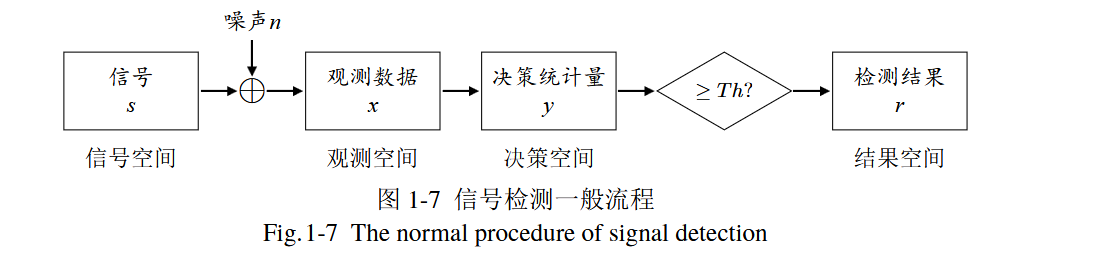 噪声n
信号 观测数据 决策统计量 检测结果
s x y ≥ Th? r
信号空间 观测空间 决策空间 结果空间
图 1-7 信号检测一般流程
Fig.1-7 The normal procedure of signal detection